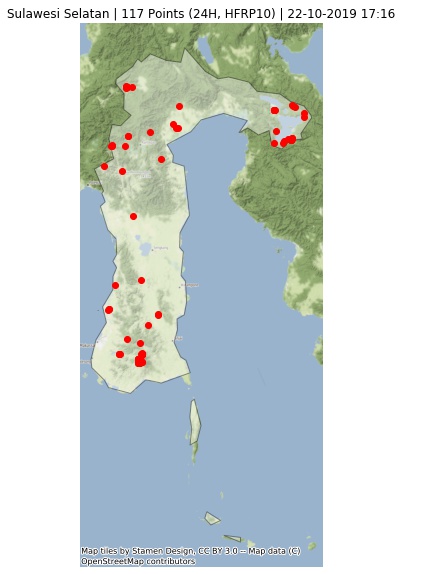 Sulawesi Selatan | 117 Points (24H, HFRP10) | 22-10-2019 17:16
Map tiles by Stamen Design, CC BY 3.0 -- Map data (C)
OpenStreetMap contributors